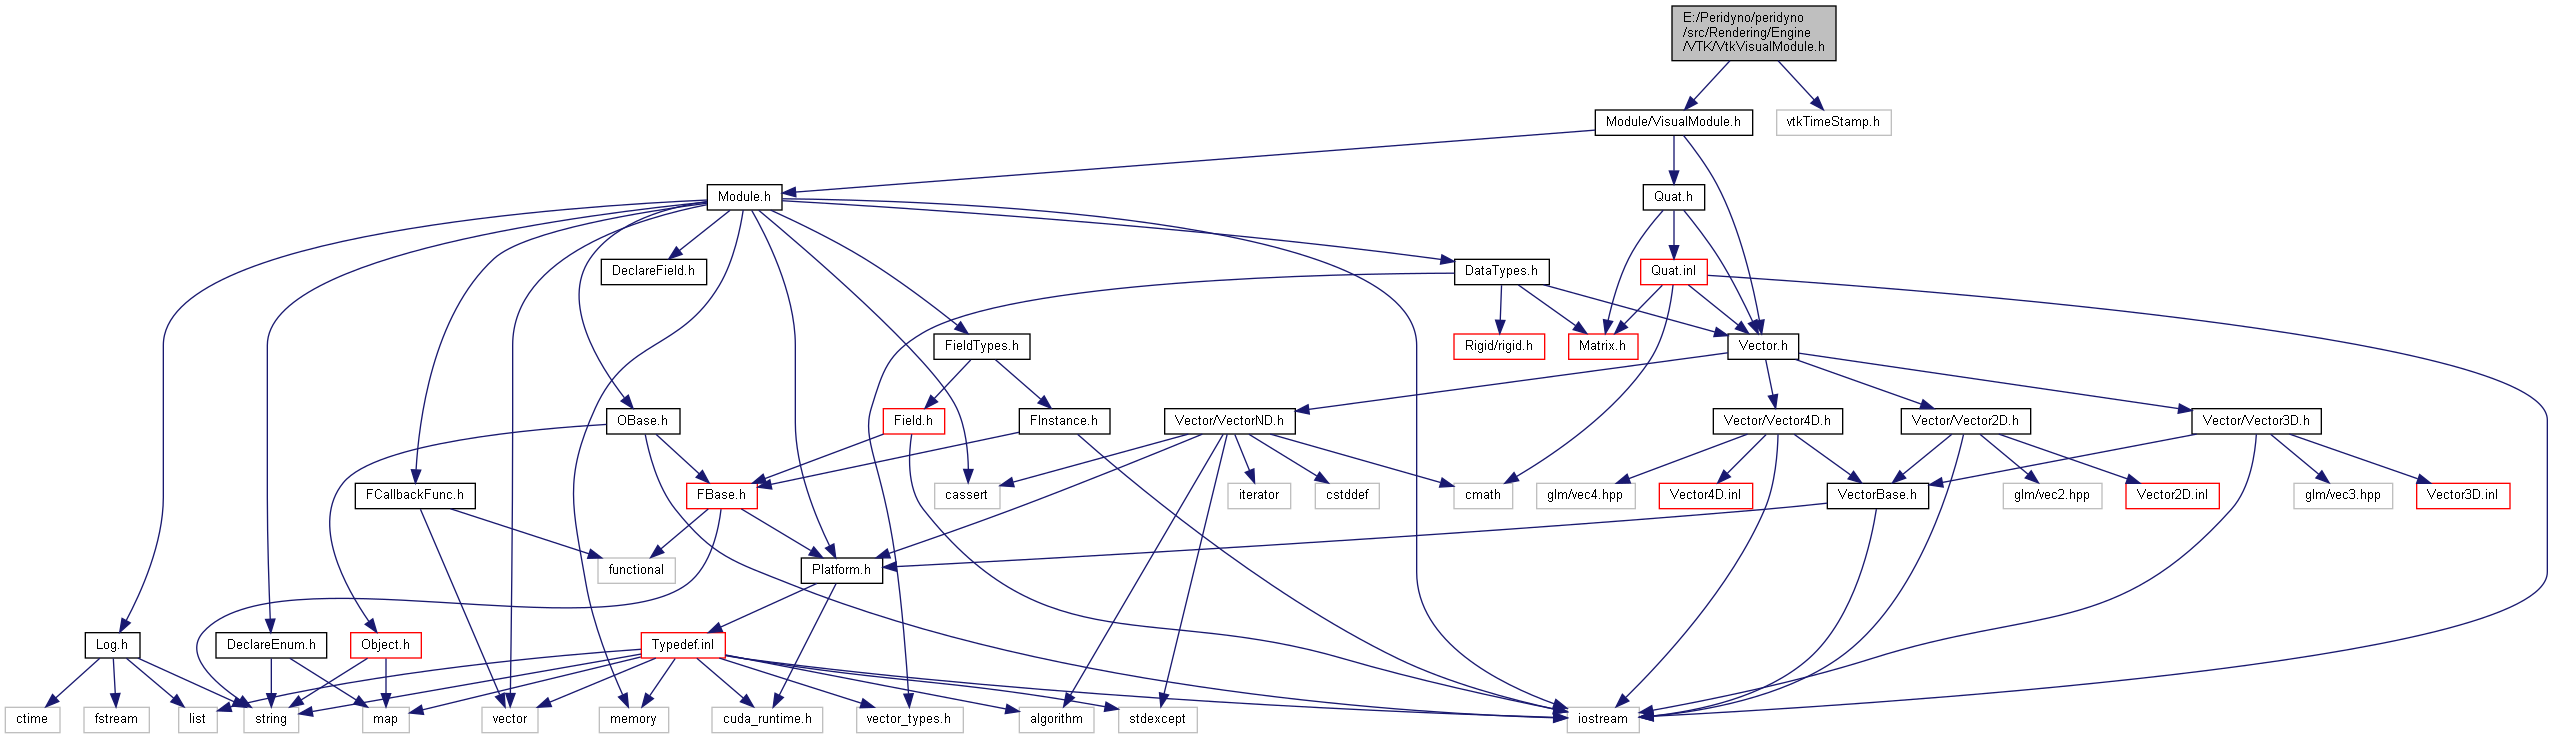 E:/Peridyno/peridyno
/src/Rendering/Engine
/VTK/VtkVisualModule.h
Module/VisualModule.h
vtkTimeStamp.h
Module.h
Quat.h
DeclareField.h
DataTypes.h
Quat.inl
FieldTypes.h
Rigid/rigid.h
Matrix.h
Vector.h
OBase.h
Field.h
FInstance.h
Vector/VectorND.h
Vector/Vector4D.h
Vector/Vector2D.h
Vector/Vector3D.h
FCallbackFunc.h
FBase.h
cassert
iterator
cstddef
cmath
glm/vec4.hpp
Vector4D.inl
VectorBase.h
glm/vec2.hpp
Vector2D.inl
glm/vec3.hpp
Vector3D.inl
functional
Platform.h
Log.h
DeclareEnum.h
Object.h
Typedef.inl
ctime
fstream
list
string
map
vector
memory
cuda_runtime.h
vector_types.h
algorithm
stdexcept
iostream